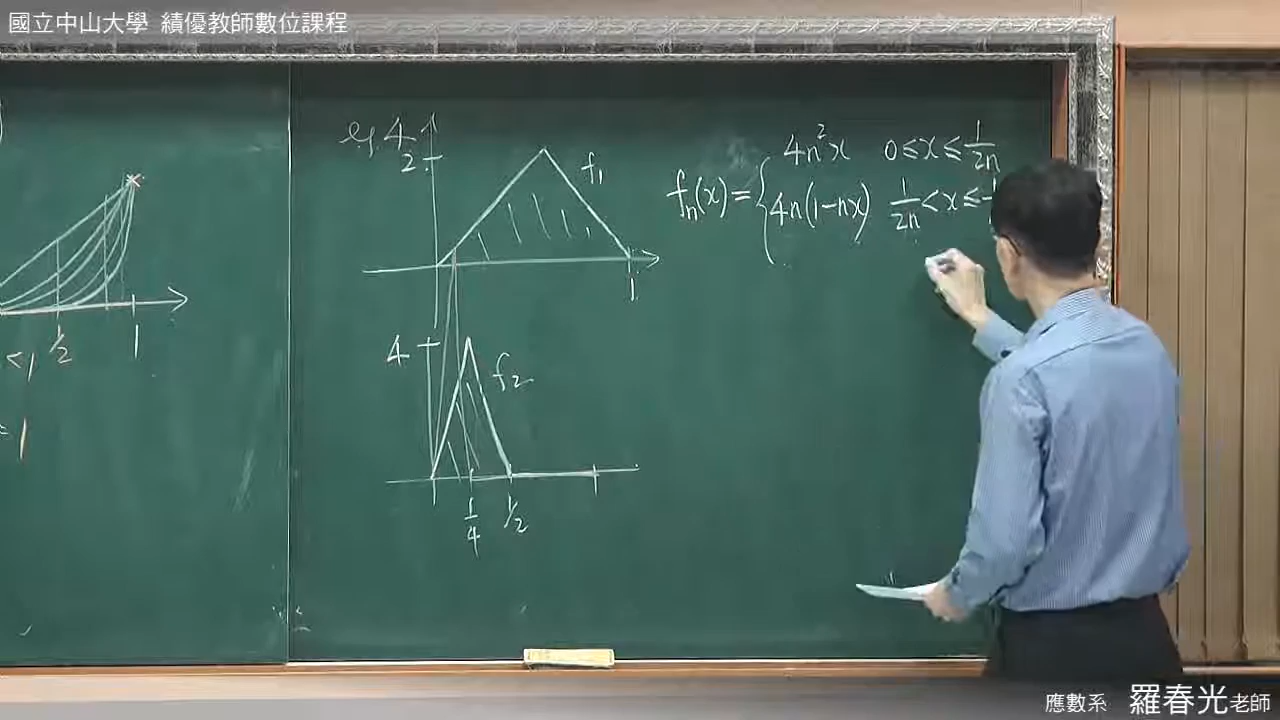 國立中山大學 績優教師數位課程
eg 4
2
f₁
1
fₙ(x) = { 4n²x 0≤x≤1/2n
4n(1-nx) 1/2n<x≤
4
f₂
1/4 1/2
1/2 1
<1
= 1
應數系 羅春光老師